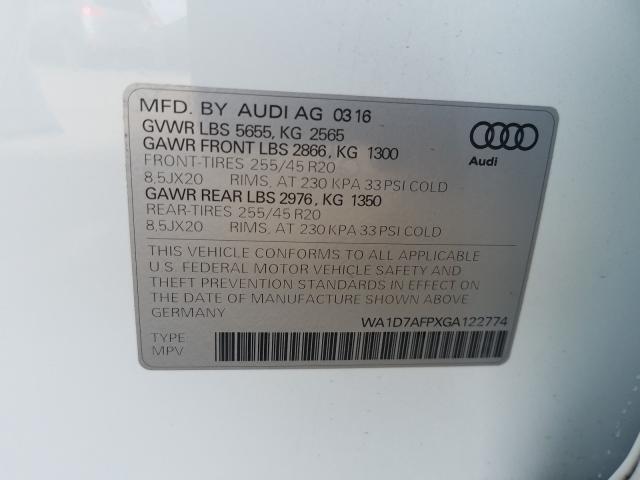 MFD. BY AUDI AG 0316
GVWR LBS 5655, KG 2565
GAWR FRONT LBS 2866, KG 1300
FRONT-TIRES 255/45 R20
8,5JX20 RIMS, AT 230 KPA 33 PSI COLD
GAWR REAR LBS 2976, KG 1350
REAR-TIRES 255/45 R20
8,5JX20 RIMS, AT 230 KPA 33 PSI COLD
Audi
THIS VEHICLE CONFORMS TO ALL APPLICABLE
U.S. FEDERAL MOTOR VEHICLE SAFETY AND
THEFT PREVENTION STANDARDS IN EFFECT ON
THE DATE OF MANUFACTURE SHOWN ABOVE.
GERMANY
WA1D7AFPXGA122774
TYPE
MPV